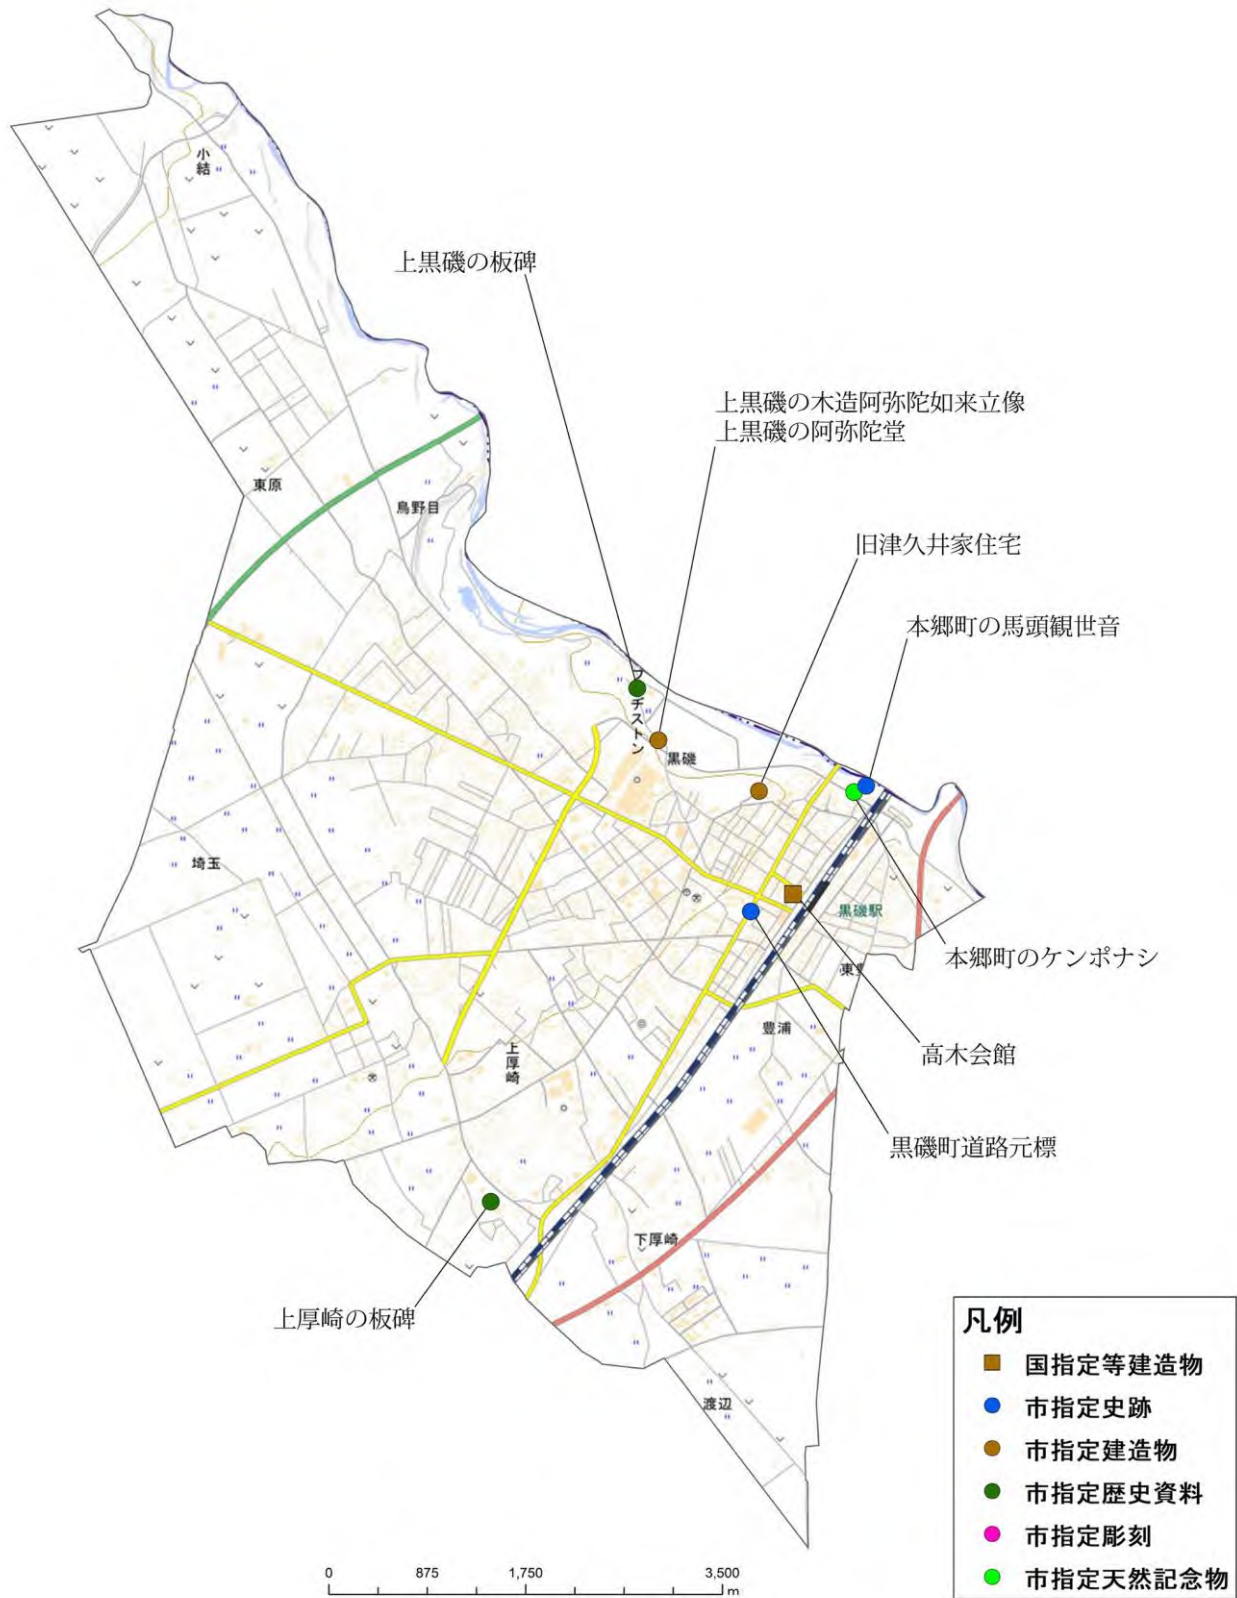 小結
上黒磯の板碑
上黒磯の木造阿弥陀如来立像
上黒磯の阿弥陀堂
東原
鳥野目
旧津久井家住宅
本郷町の馬頭観世音
ブヂストン
黒磯
埼玉
黒磯駅
本郷町のケンポナシ
豊浦
上厚崎
高木会館
黒磯町道路元標
下厚崎
上厚崎の板碑
渡辺
凡例
国指定等建造物
市指定史跡
市指定建造物
市指定歴史資料
市指定彫刻
市指定天然記念物
0 875 1,750 3,500
m